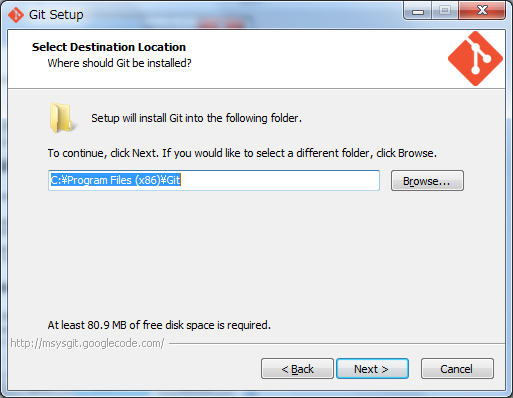 Git Setup
Select Destination Location
Where should Git be installed?
Setup will install Git into the following folder.
To continue, click Next. If you would like to select a different folder, click Browse.
C:¥Program Files (x86)¥Git
Browse...
At least 80.9 MB of free disk space is required.
http://msysgit.googlecode.com/
< Back
Next >
Cancel